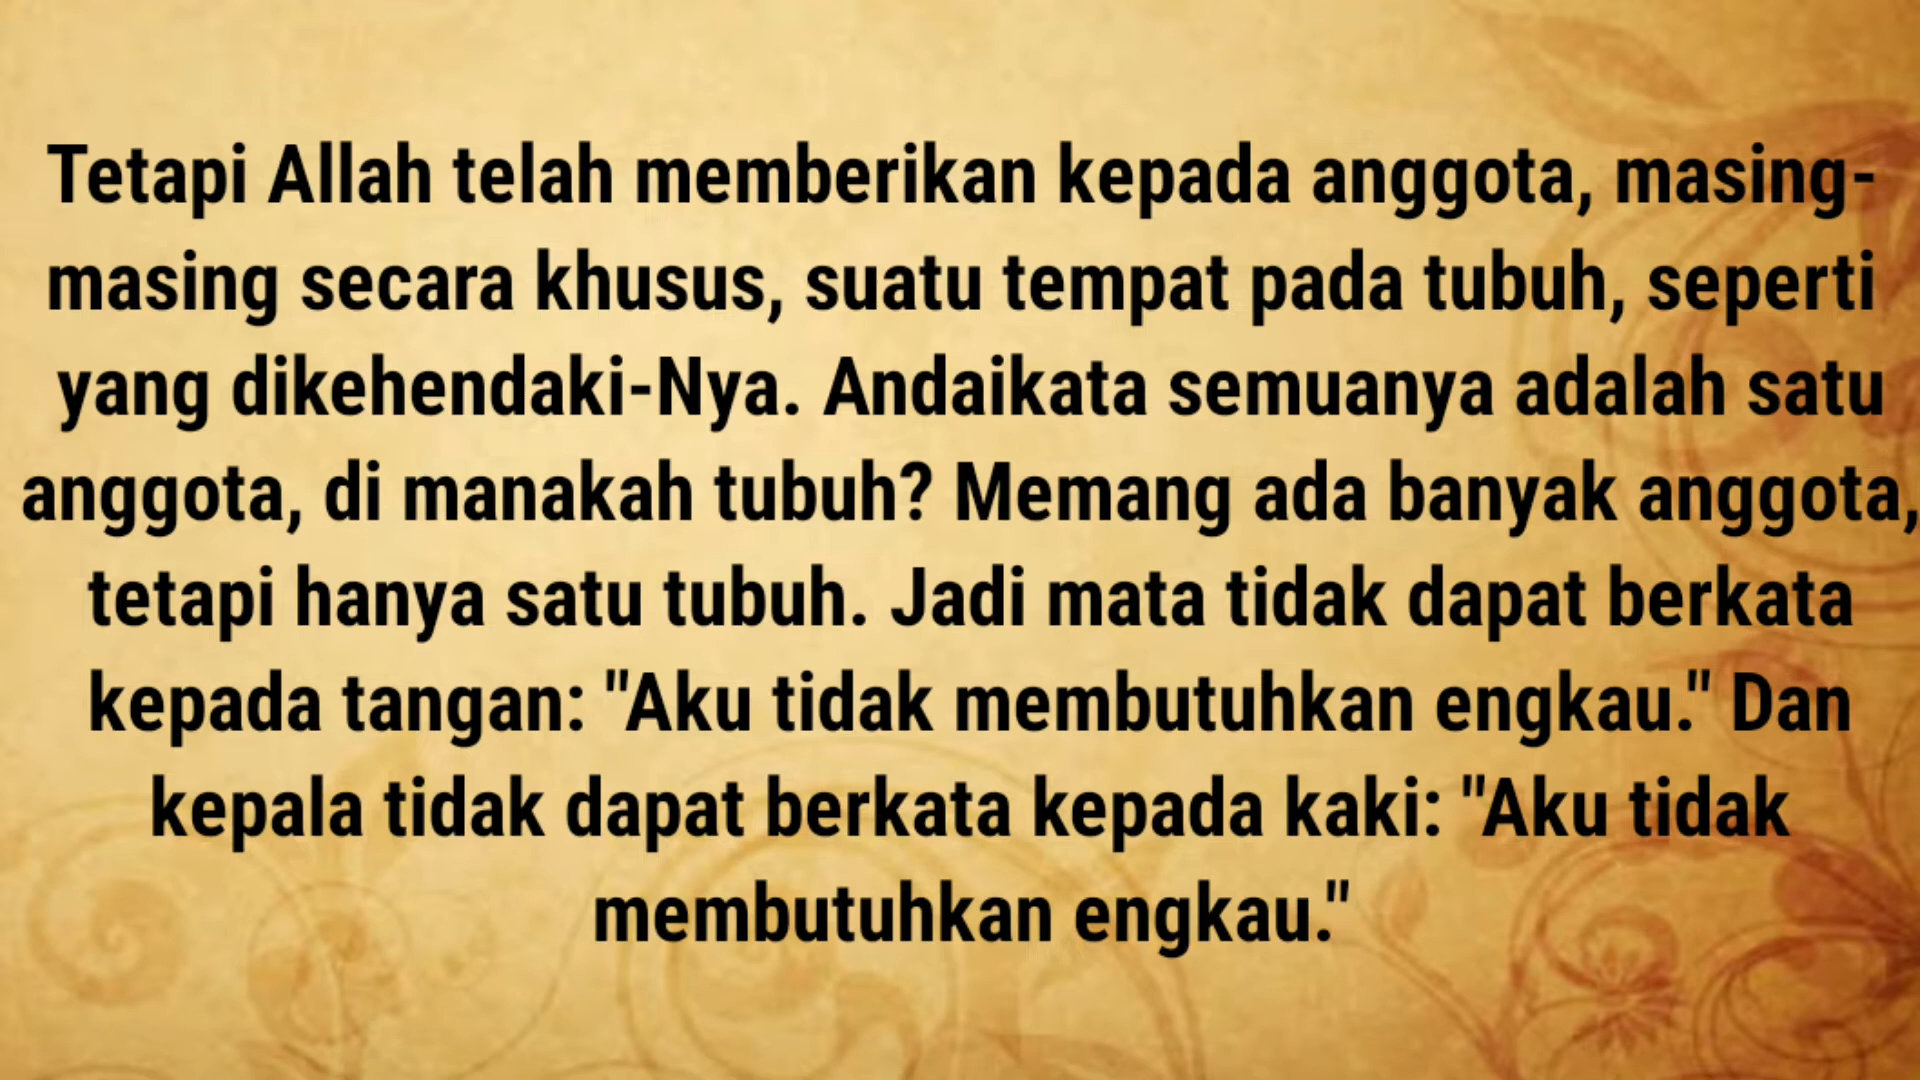 Tetapi Allah telah memberikan kepada anggota, masing-
masing secara khusus, suatu tempat pada tubuh, seperti
yang dikehendaki-Nya. Andaikata semuanya adalah satu
anggota, di manakah tubuh? Memang ada banyak anggota,
tetapi hanya satu tubuh. Jadi mata tidak dapat berkata
kepada tangan: "Aku tidak membutuhkan engkau." Dan
kepala tidak dapat berkata kepada kaki: "Aku tidak
membutuhkan engkau."